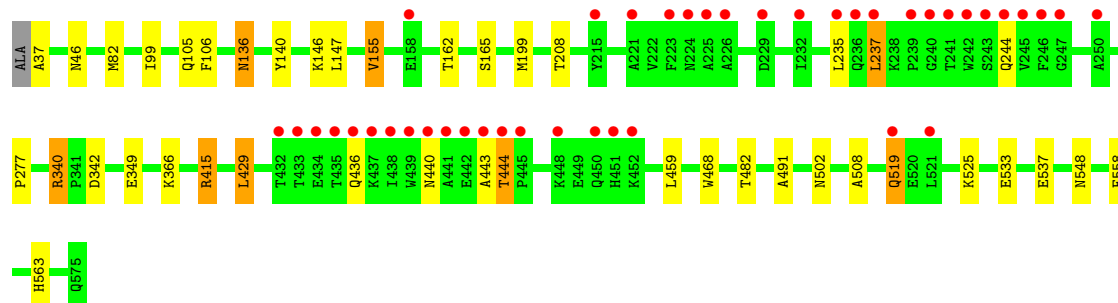 ALA A37 N46 M82 I99 Q105 F106 N136 Y140 K146 L147 V155 E158 T162 S165 M199 T208 Y215 A221 V222 F223 N224 A225 A226 D229 I232 L235 Q236 L237 K238 P239 G240 T241 W242 S243 Q244 V245 F246 G247 A250
P277 R340 P341 D342 E349 K366 R415 L429 T432 T433 E434 T435 Q436 K437 I438 W439 N440 A441 E442 A443 T444 P445 K448 E449 Q450 H451 K452 L459 W468 T482 A491 N502 A508 Q519 E520 L521 K525 E533 E537 N548
H563 Q575